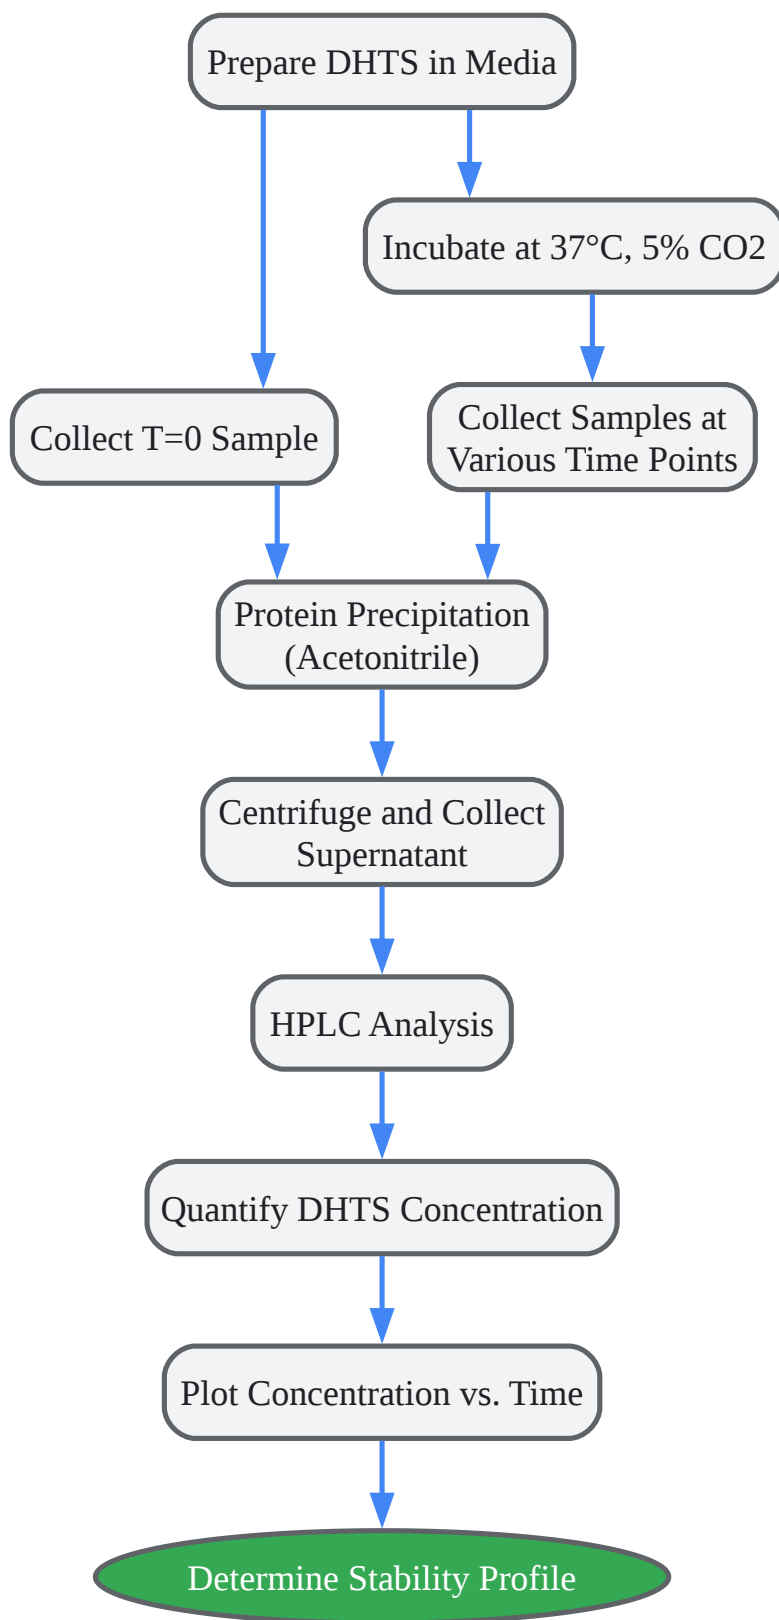 Prepare DHTS in Media
Incubate at 37°C, 5% CO2
Collect T=0 Sample
Collect Samples at
Various Time Points
Protein Precipitation
(Acetonitrile)
Centrifuge and Collect
Supernatant
HPLC Analysis
Quantify DHTS Concentration
Plot Concentration vs. Time
Determine Stability Profile